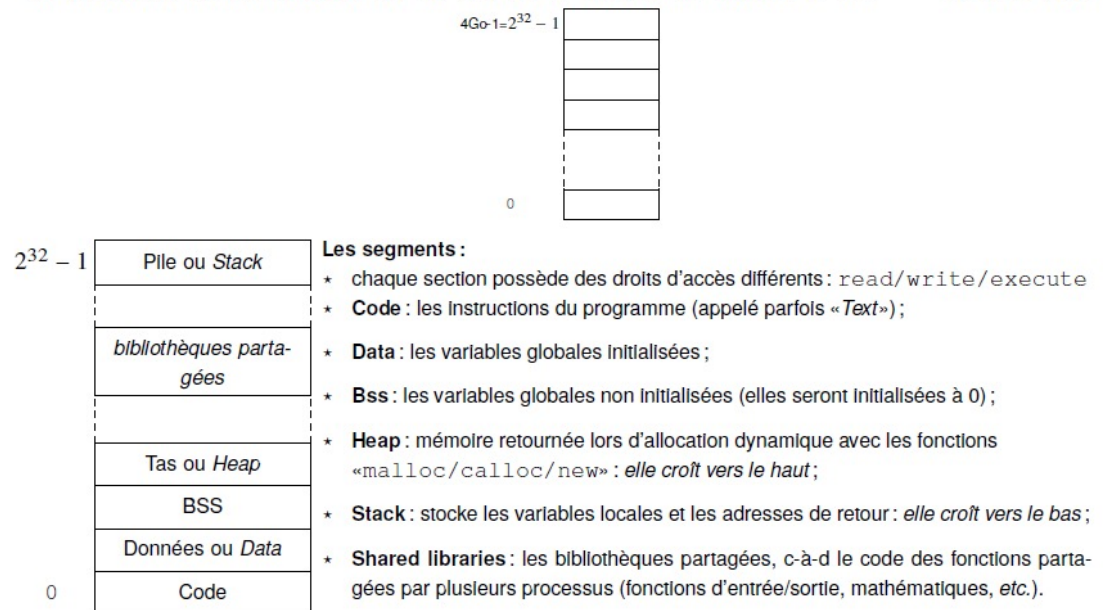 4Go-1=2^32 − 1
0
2^32 − 1
Pile ou Stack
bibliothèques parta-
gées
Tas ou Heap
BSS
Données ou Data
0
Code
Les segments :
⋆ chaque section possède des droits d'accès différents : read/write/execute
⋆ Code : les instructions du programme (appelé parfois «Text») ;
⋆ Data : les variables globales initialisées ;
⋆ Bss : les variables globales non initialisées (elles seront initialisées à 0) ;
⋆ Heap : mémoire retournée lors d'allocation dynamique avec les fonctions
«malloc/calloc/new» : elle croît vers le haut ;
⋆ Stack : stocke les variables locales et les adresses de retour : elle croît vers le bas ;
⋆ Shared libraries : les bibliothèques partagées, c-à-d le code des fonctions parta-
gées par plusieurs processus (fonctions d'entrée/sortie, mathématiques, etc.).